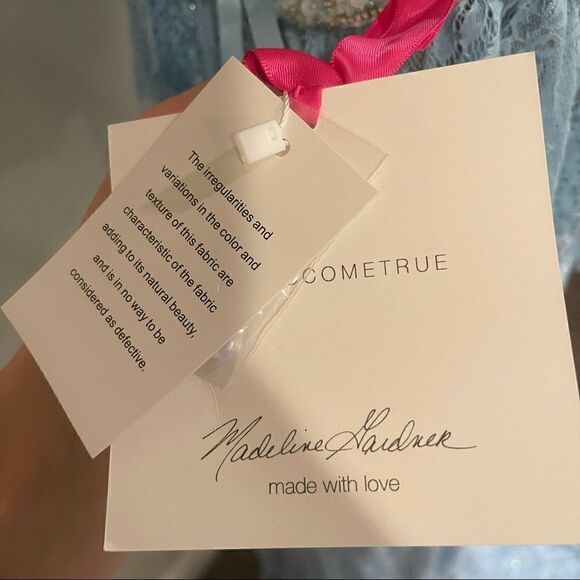 The irregularities and
variations in the color and
texture of this fabric are
characteristic of the fabric
adding to its natural beauty,
and is in no way to be
considered as defective.
COMETRUE
Madeline Gardner
made with love